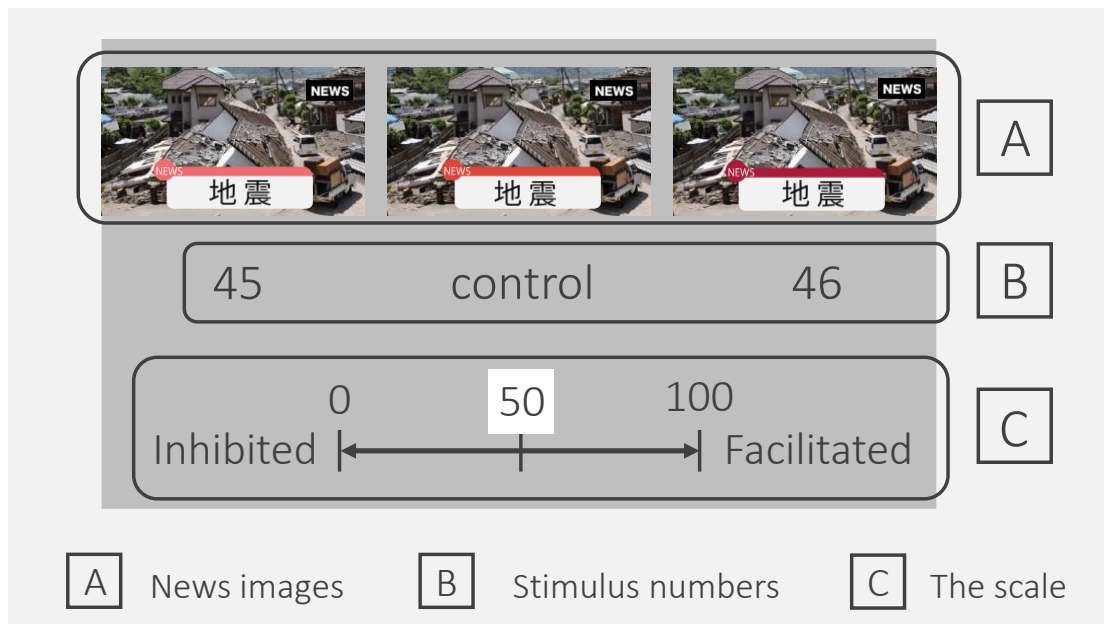 NEWS NEWS NEWS
A
NEWS NEWS NEWS
地震 地震 地震
45 control 46
B
0 50 100
Inhibited Facilitated
C
A News images B Stimulus numbers C The scale